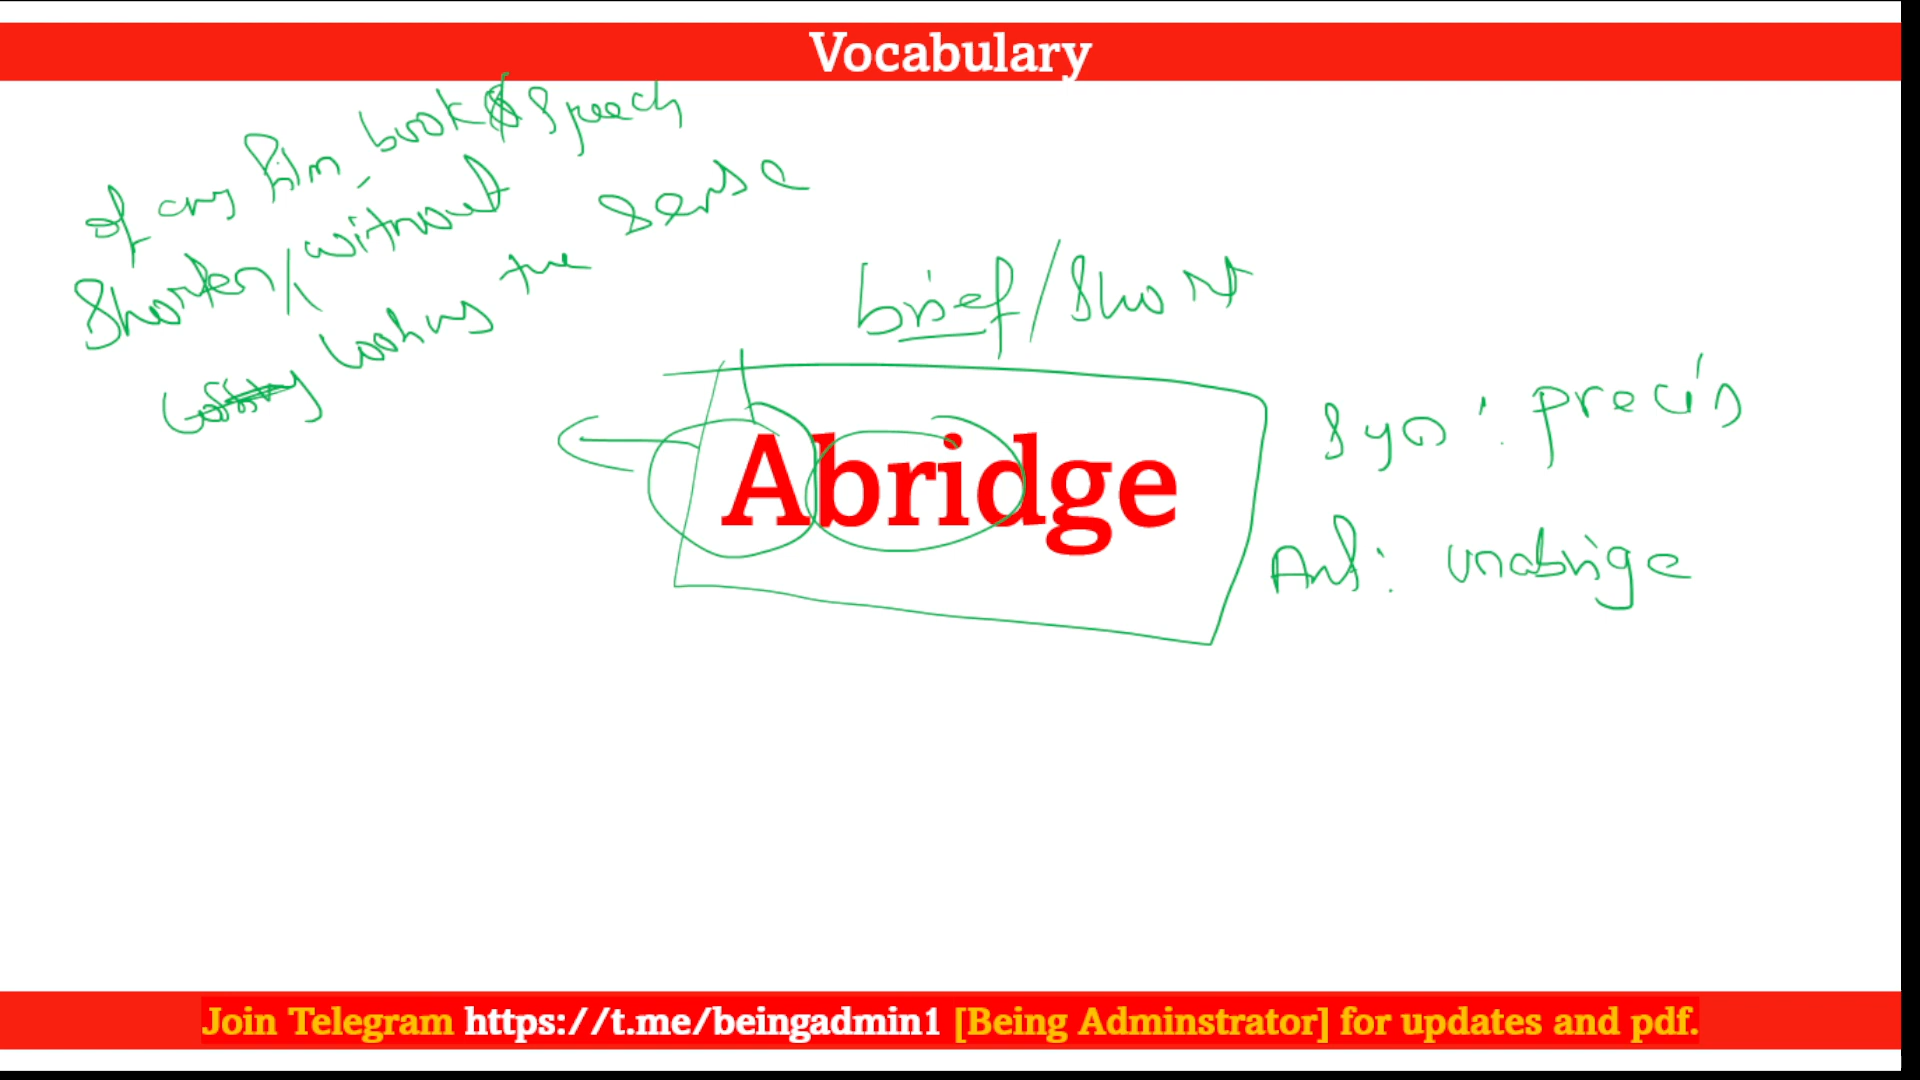 Vocabulary
of any film, book & Speech
Shorten / without
the sense
brief / Short
Abridge
Syn : precis
Ant : unabrige
Join Telegram https://t.me/beingadmin1 [Being Adminstrator] for updates and pdf.